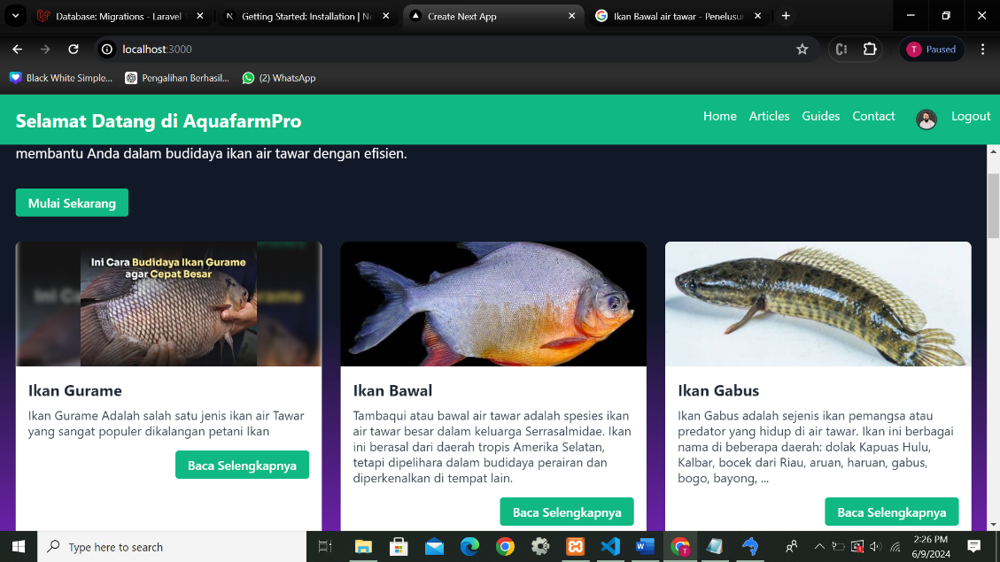 Database: Migrations - Laravel
Getting Started: Installation | Ne
Create Next App
Ikan Bawal air tawar - Penelusu
localhost:3000
T Paused
Black White Simple...
Pengalihan Berhasil...
(2) WhatsApp
Selamat Datang di AquafarmPro
Home Articles Guides Contact Logout
membantu Anda dalam budidaya ikan air tawar dengan efisien.
Mulai Sekarang
Ini Cara Budidaya Ikan Gurame
agar Cepat Besar
Ikan Gurame
Ikan Gurame Adalah salah satu jenis ikan air Tawar
yang sangat populer dikalangan petani Ikan
Baca Selengkapnya
Ikan Bawal
Tambaqui atau bawal air tawar adalah spesies ikan
air tawar besar dalam keluarga Serrasalmidae. Ikan
ini berasal dari daerah tropis Amerika Selatan,
tetapi dipelihara dalam budidaya perairan dan
diperkenalkan di tempat lain.
Baca Selengkapnya
Ikan Gabus
Ikan Gabus adalah sejenis ikan pemangsa atau
predator yang hidup di air tawar. Ikan ini berbagai
nama di beberapa daerah: dolak Kapuas Hulu,
Kalbar, bocek dari Riau, aruan, haruan, gabus,
bogo, bayong, ...
Baca Selengkapnya
Type here to search
2:26 PM
6/9/2024